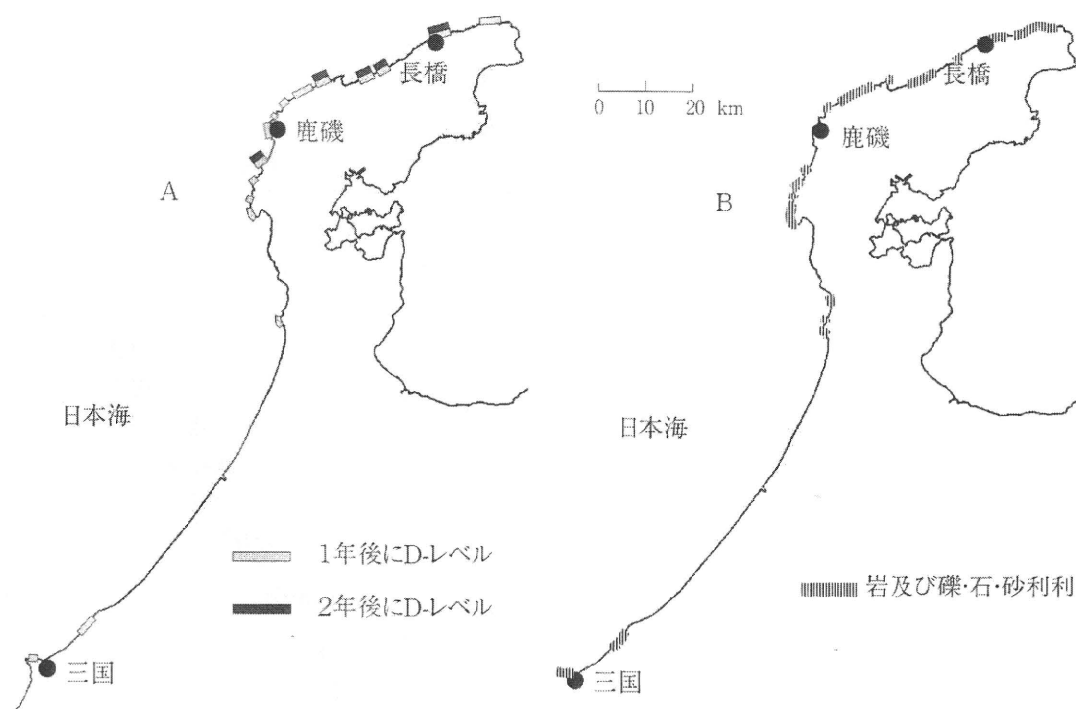 長橋
鹿磯
A
日本海
1年後にD-レベル
2年後にD-レベル
三国
0 10 20 km
長橋
鹿磯
B
日本海
岩及び礫・石・砂利利
三国